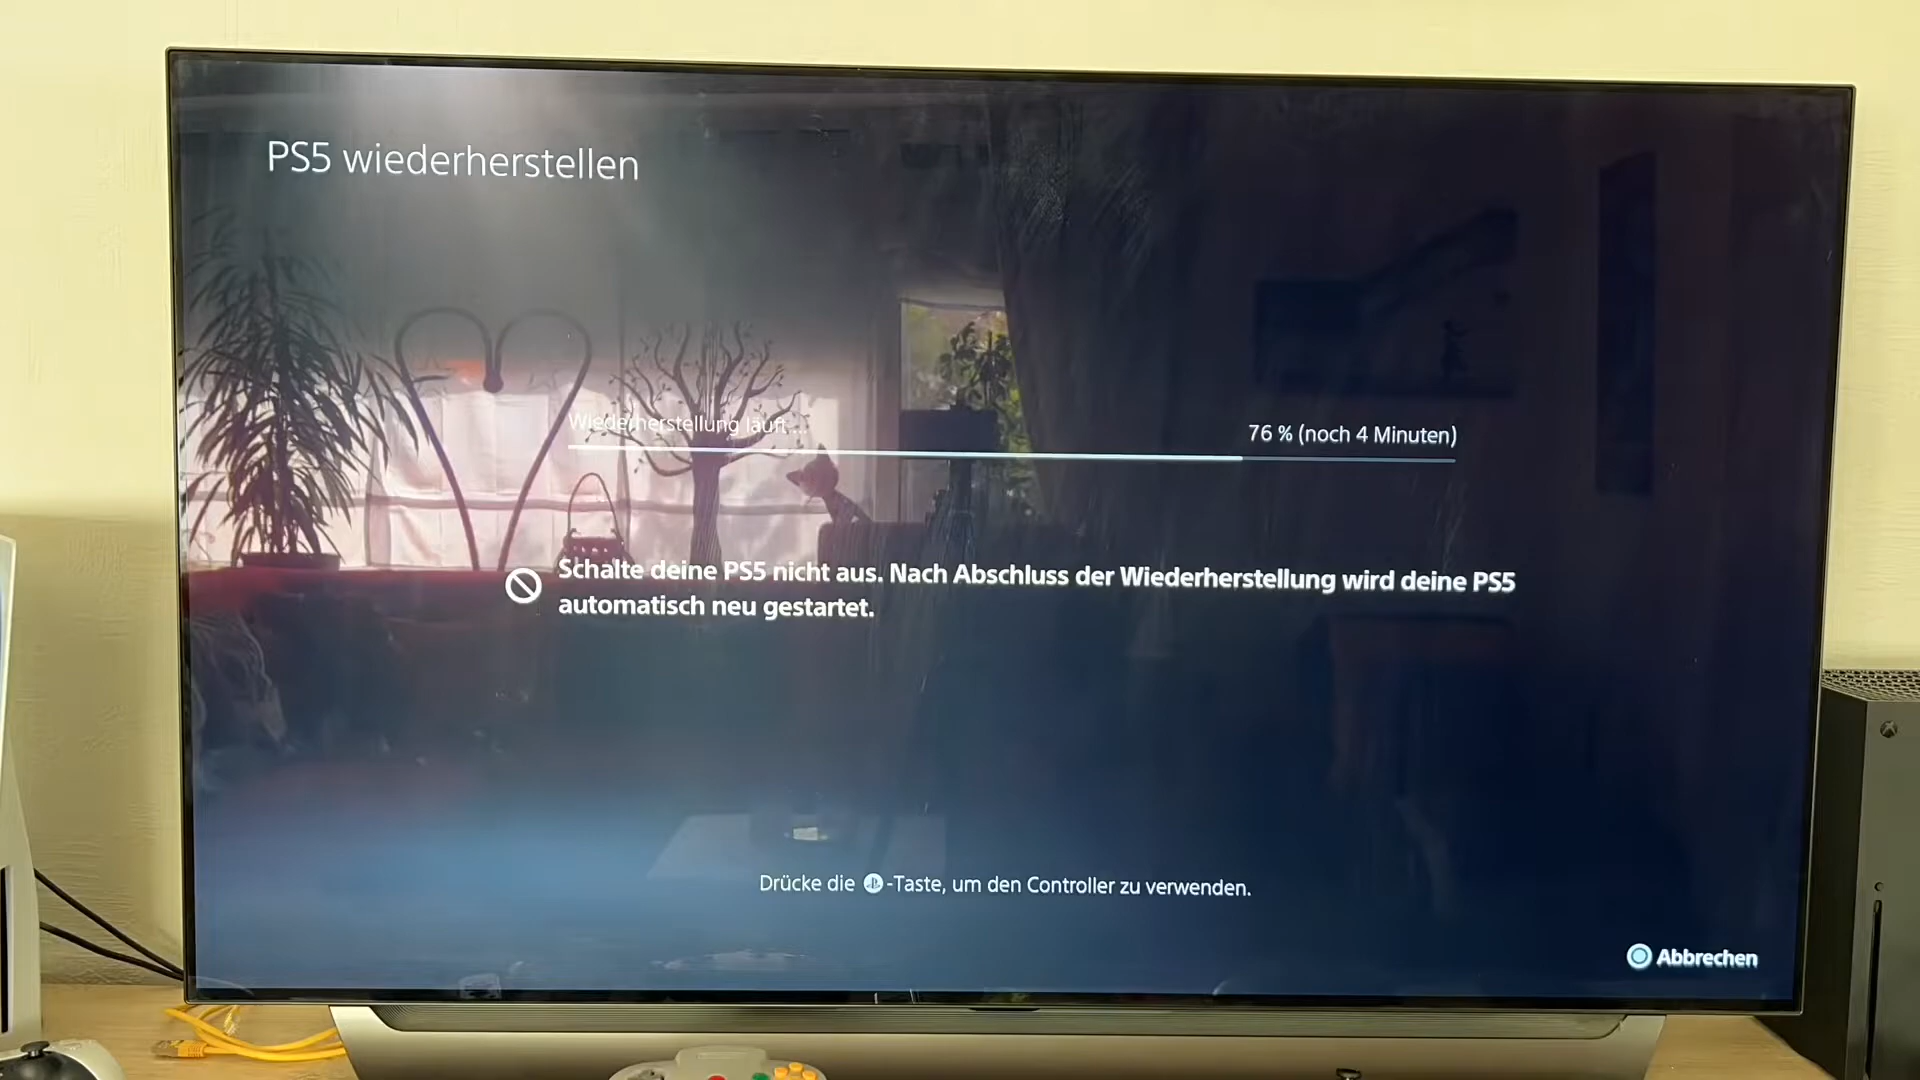 PS5 wiederherstellen
Wiederherstellung läuft ...
76 % (noch 4 Minuten)
Schalte deine PS5 nicht aus. Nach Abschluss der Wiederherstellung wird deine PS5
automatisch neu gestartet.
Drücke die -Taste, um den Controller zu verwenden.
Abbrechen